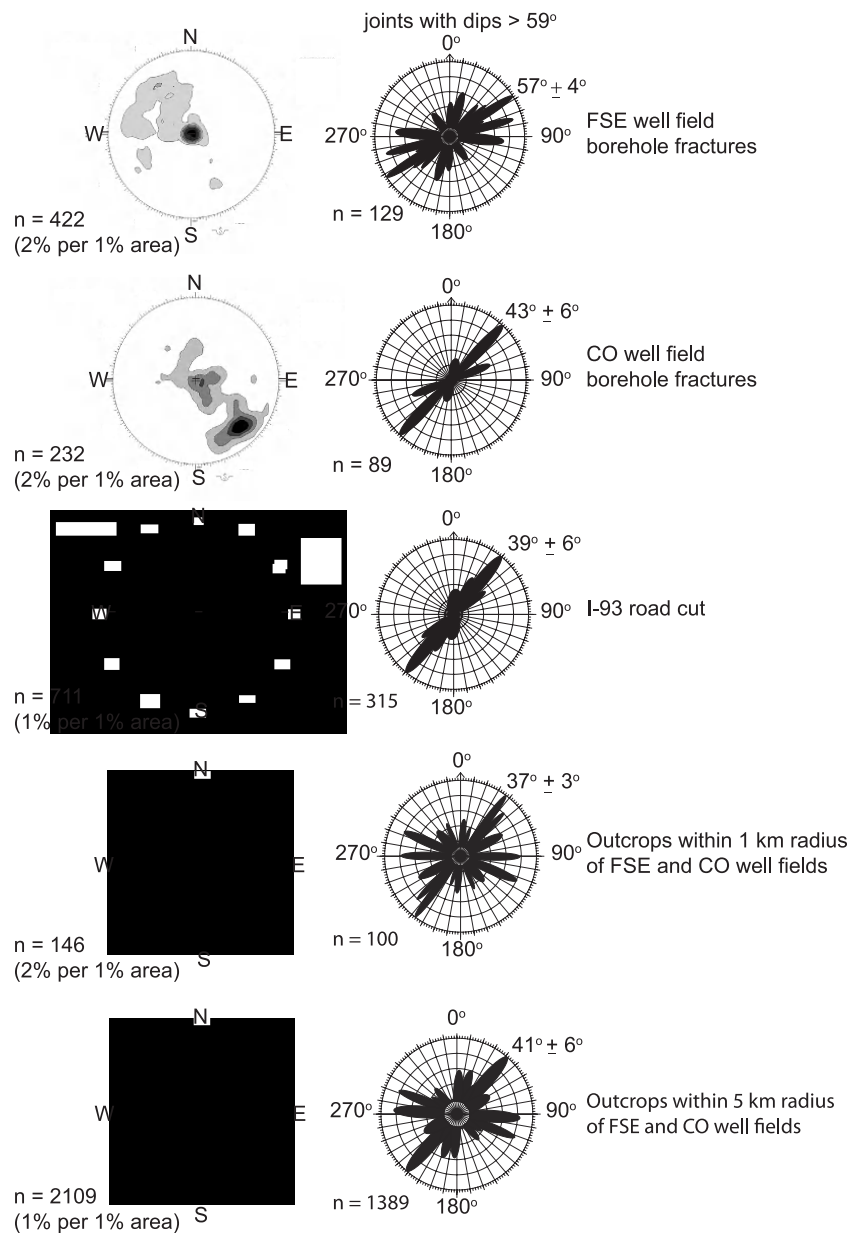 joints with dips > 59°
N
W
E
S
n = 422
(2% per 1% area)
0°
57° ± 4°
270°
90°
180°
n = 129
FSE well field
borehole fractures
N
W
E
S
n = 232
(2% per 1% area)
0°
43° ± 6°
270°
90°
180°
n = 89
CO well field
borehole fractures
N
W
E
S
n = 711
(1% per 1% area)
0°
39° ± 6°
270°
90°
180°
n = 315
I-93 road cut
N
W
E
S
n = 146
(2% per 1% area)
0°
37° ± 3°
270°
90°
180°
n = 100
Outcrops within 1 km radius
of FSE and CO well fields
N
W
E
S
n = 2109
(1% per 1% area)
0°
41° ± 6°
270°
90°
180°
n = 1389
Outcrops within 5 km radius
of FSE and CO well fields